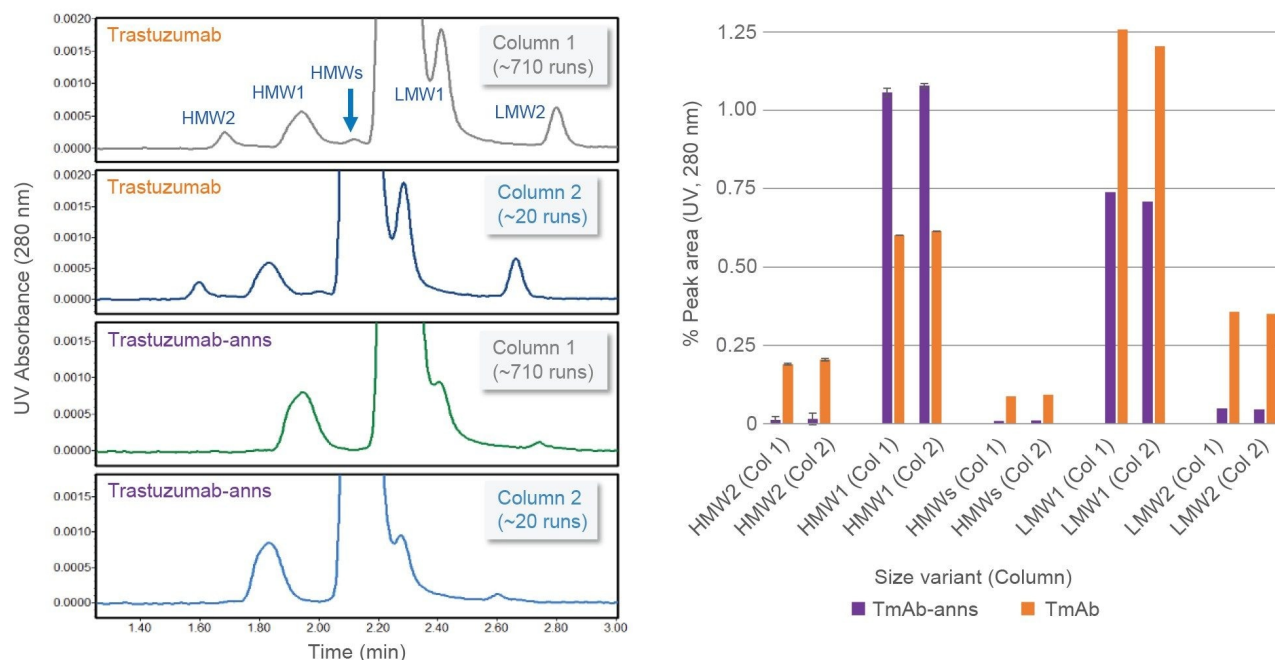 UV Absorbance (280 nm)
0.0020
0.0015
0.0010
0.0005
0.0000
Trastuzumab
Column 1
(~710 runs)
HMW2
HMW1
HMWs
LMW1
LMW2
0.0020
0.0015
0.0010
0.0005
0.0000
Trastuzumab
Column 2
(~20 runs)
0.0015
0.0010
0.0005
0.0000
Trastuzumab-anns
Column 1
(~710 runs)
0.0015
0.0010
0.0005
0.0000
Trastuzumab-anns
Column 2
(~20 runs)
1.40
1.60
1.80
2.00
2.20
2.40
2.60
2.80
3.00
Time (min)
% Peak area (UV, 280 nm)
1.25
1.00
0.75
0.50
0.25
0
HMW2 (Col 1)
HMW2 (Col 2)
HMW1 (Col 1)
HMW1 (Col 2)
HMWs (Col 1)
HMWs (Col 2)
LMW1 (Col 1)
LMW1 (Col 2)
LMW2 (Col 1)
LMW2 (Col 2)
Size variant (Column)
TmAb-anns
TmAb